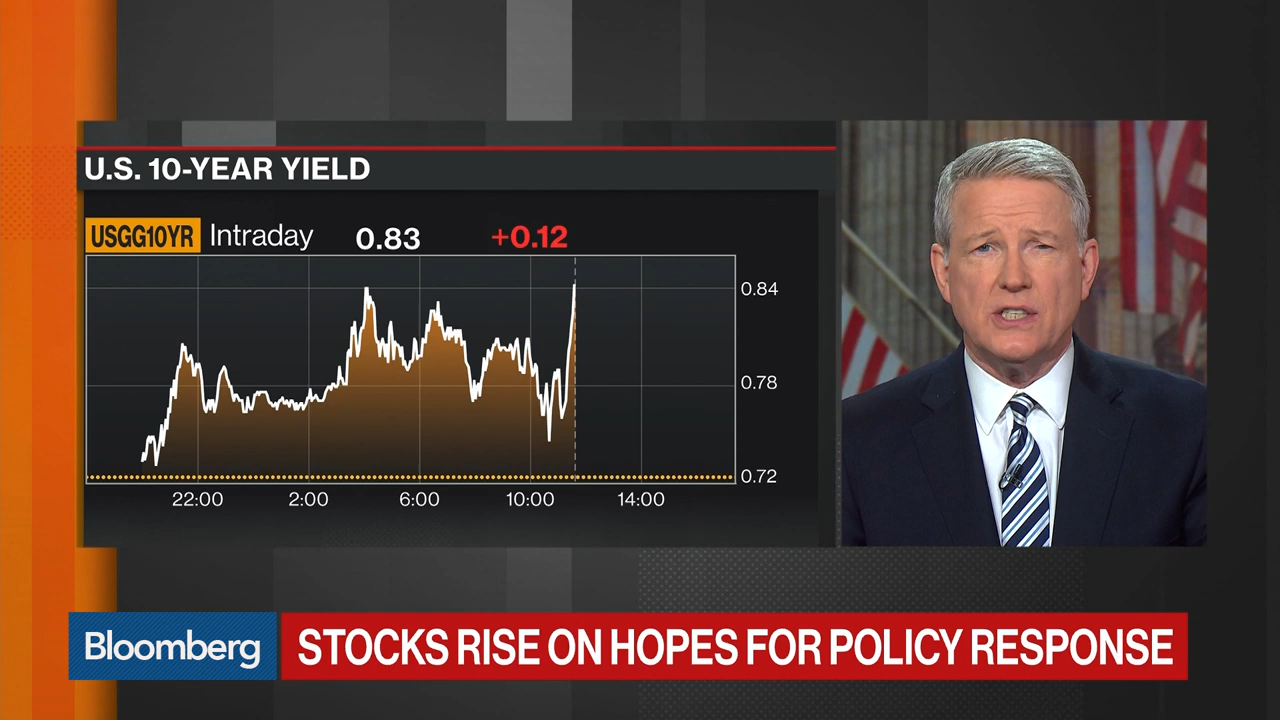 U.S. 10-YEAR YIELD
USGG10YR Intraday 0.83 +0.12
0.84
0.78
0.72
22:00 2:00 6:00 10:00 14:00
Bloomberg STOCKS RISE ON HOPES FOR POLICY RESPONSE